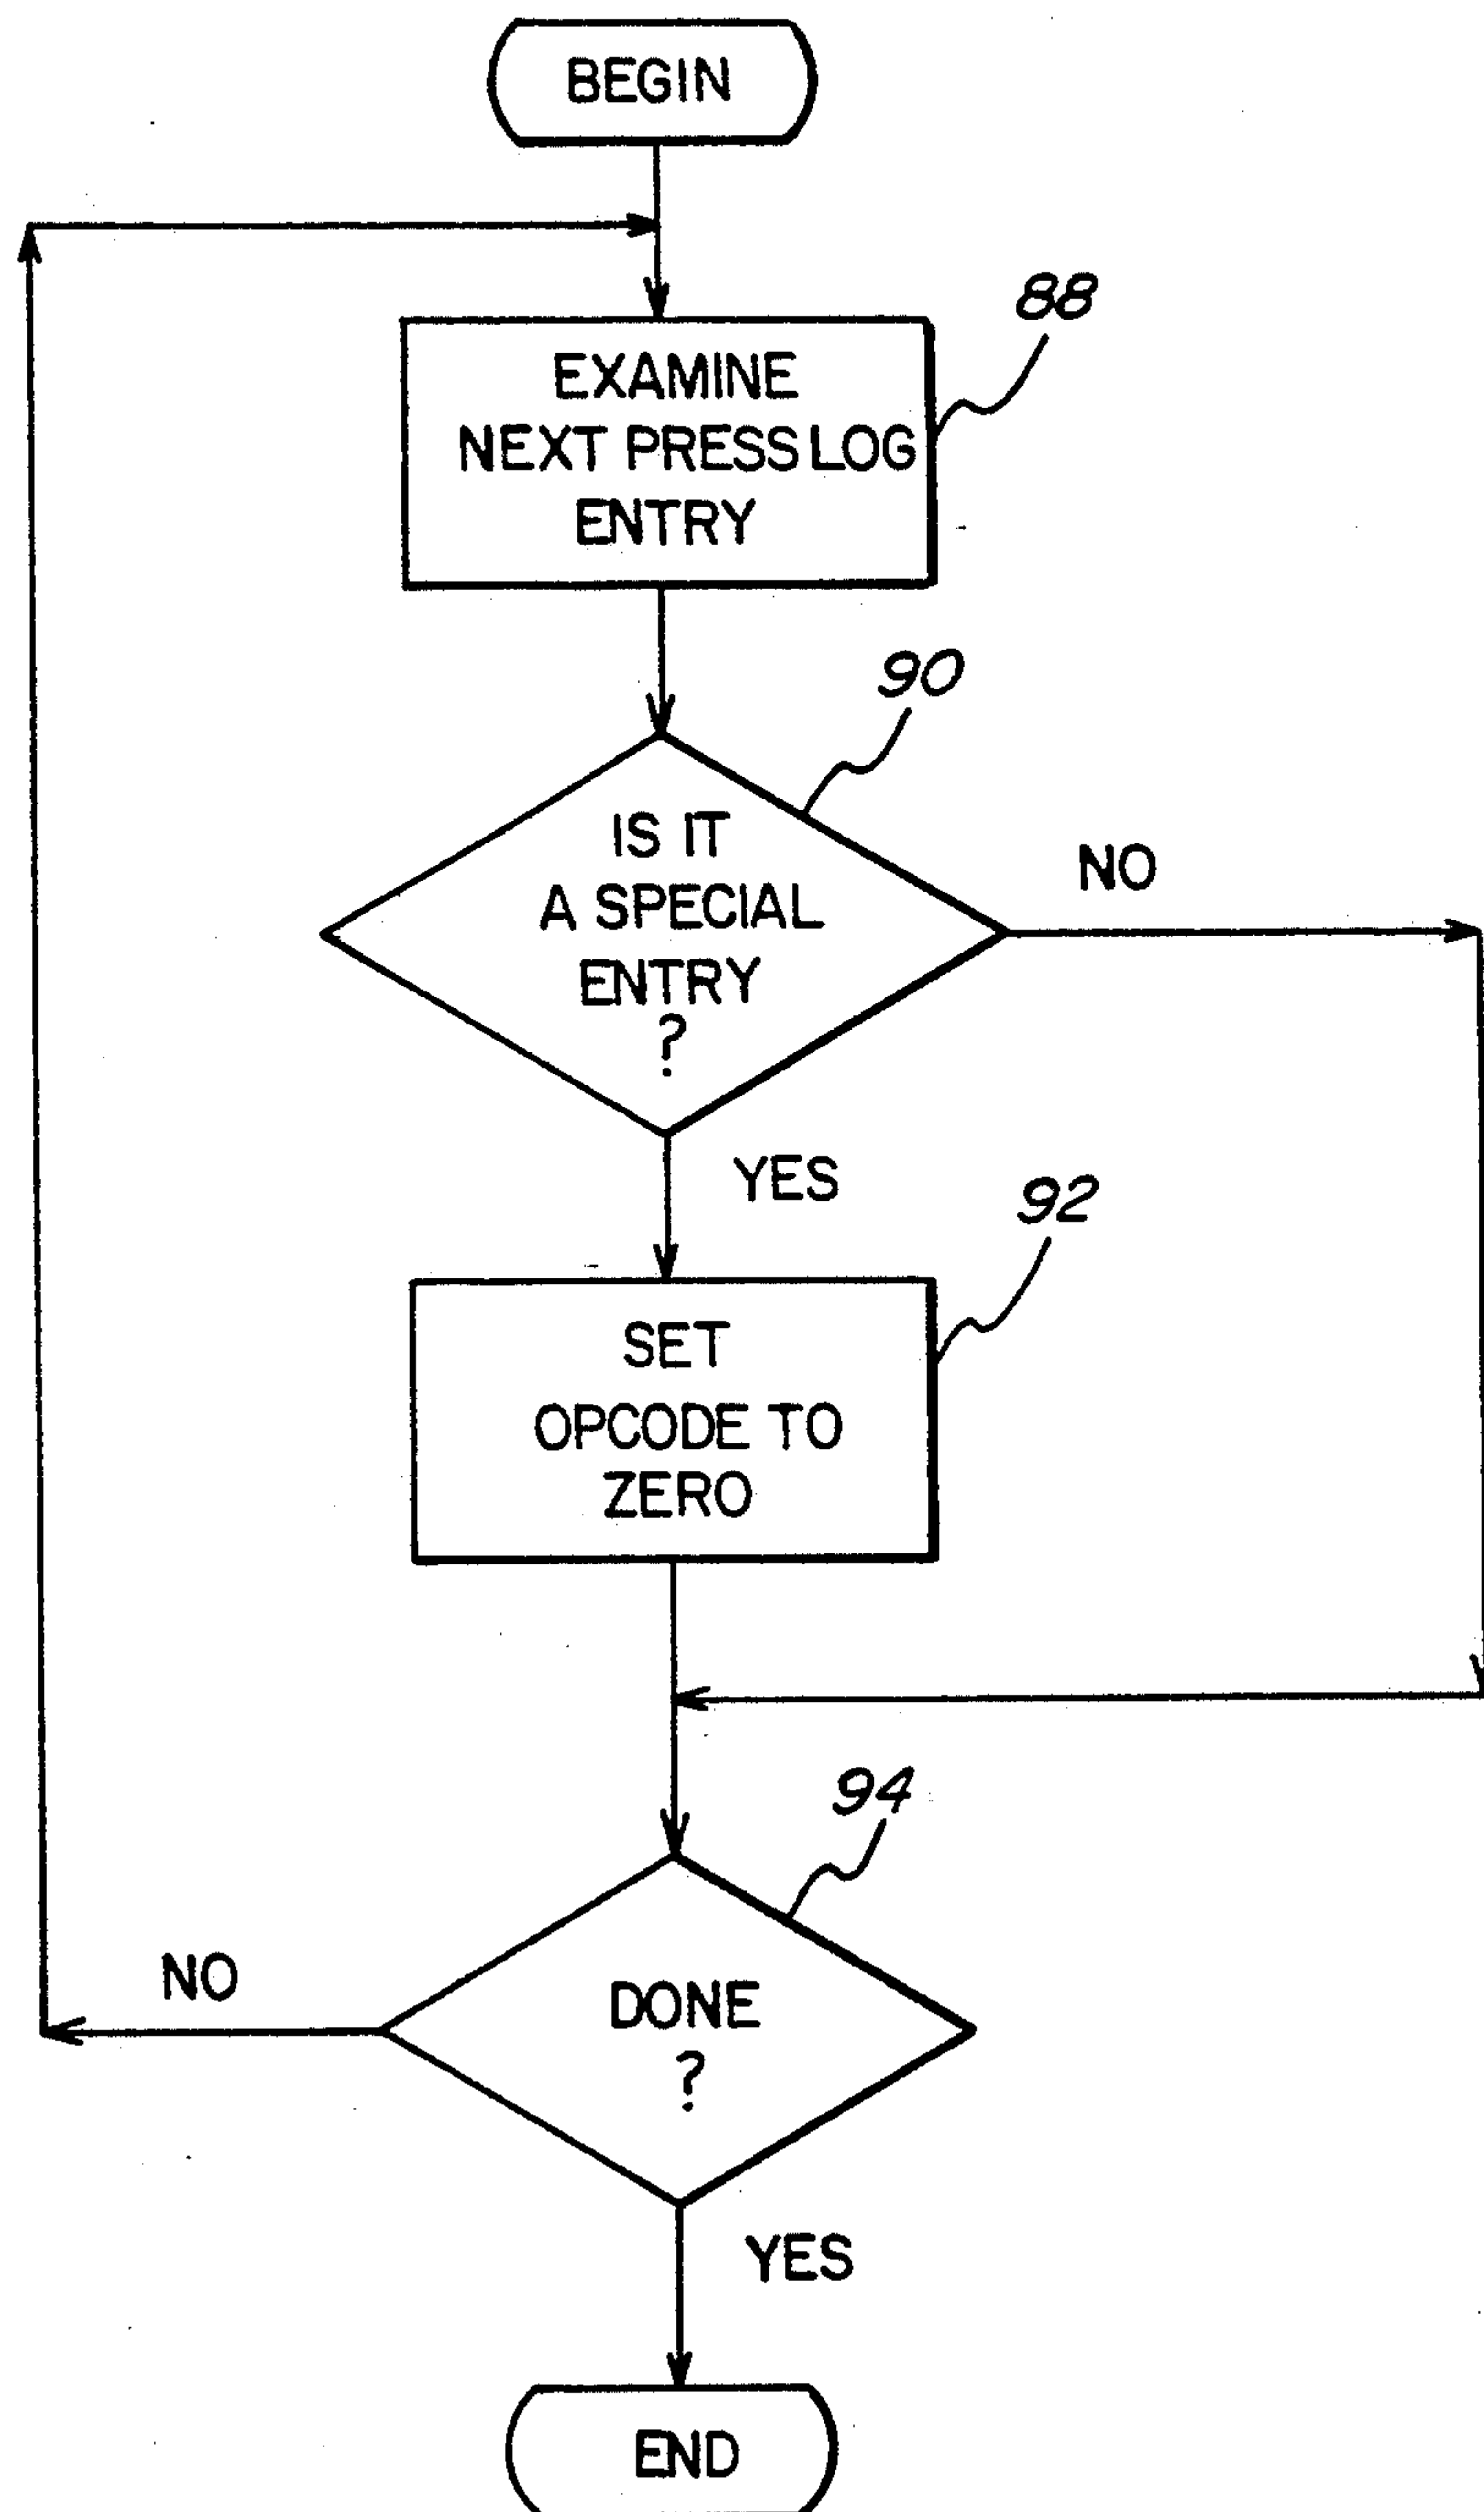 BEGIN
88
EXAMINE
NEXT PRESS LOG
ENTRY
90
IS IT
A SPECIAL
ENTRY
?
NO
YES
92
SET
OPCODE TO
ZERO
94
NO
DONE
?
YES
END